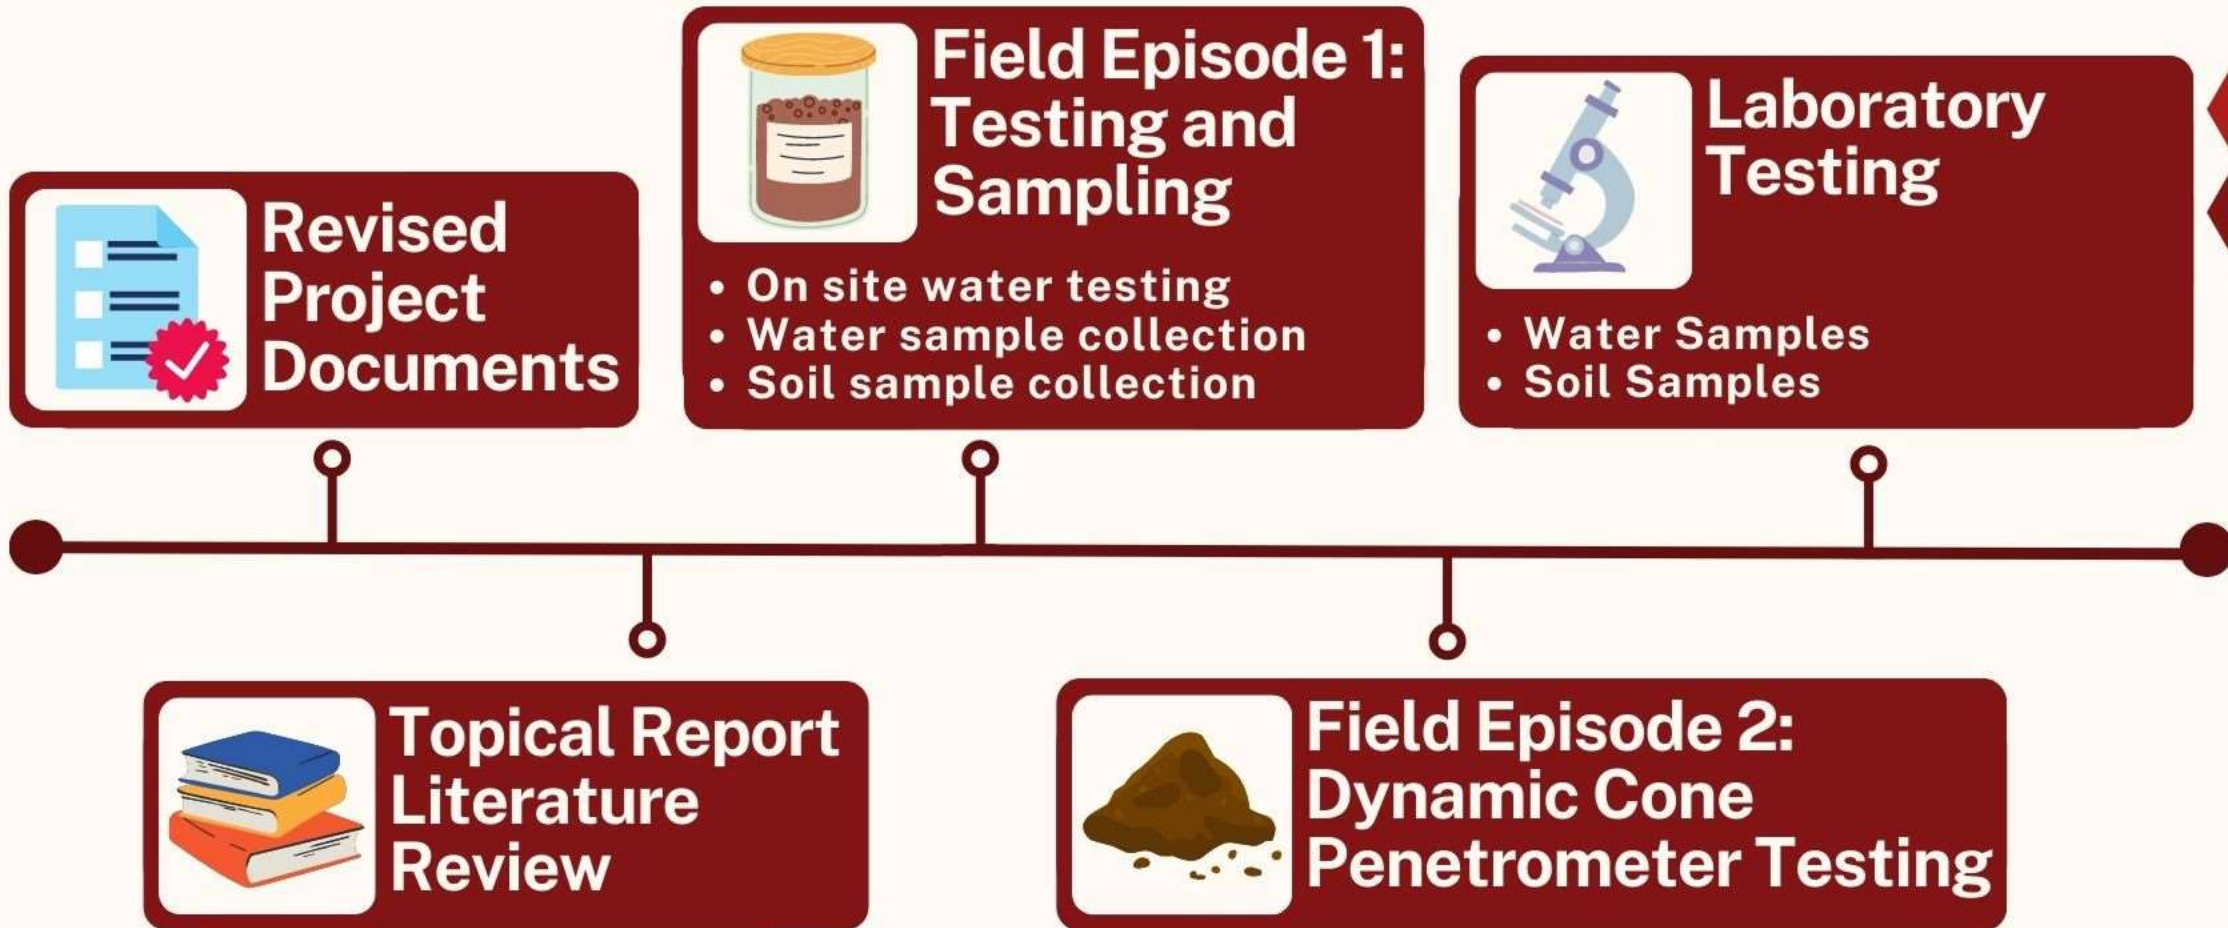 Revised
Project
Documents
Field Episode 1:
Testing and
Sampling
• On site water testing
• Water sample collection
• Soil sample collection
Laboratory
Testing
• Water Samples
• Soil Samples
Topical Report
Literature
Review
Field Episode 2:
Dynamic Cone
Penetrometer Testing